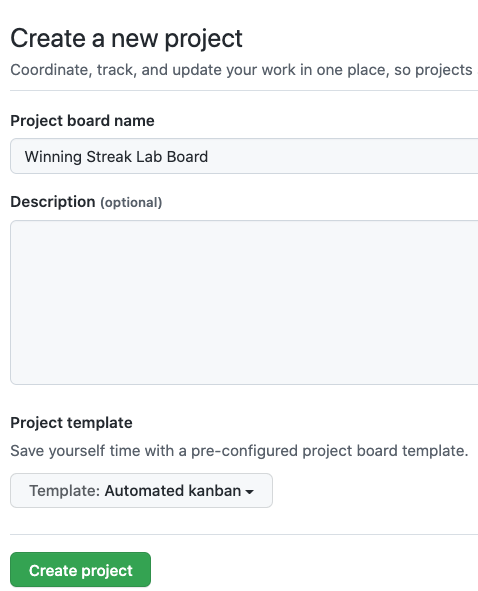 Create a new project
Coordinate, track, and update your work in one place, so projects
Project board name
Winning Streak Lab Board
Description (optional)
Project template
Save yourself time with a pre-configured project board template.
Template: Automated kanban
Create project